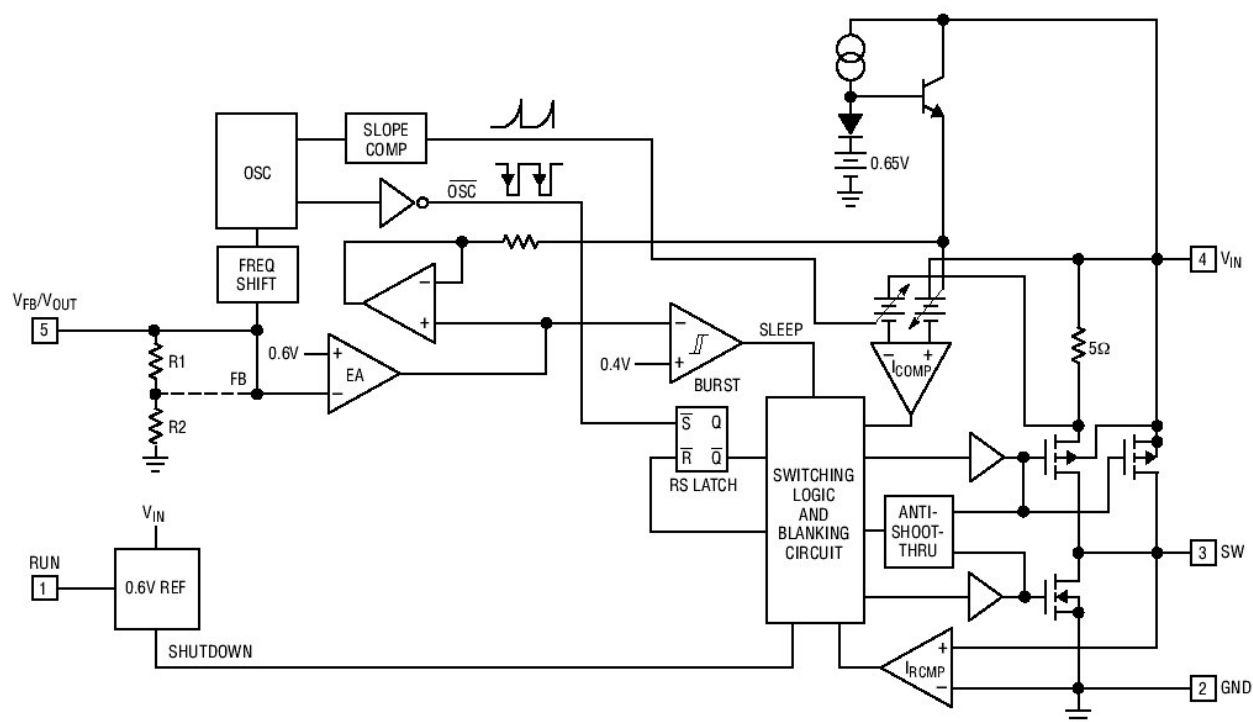 0.65V
SLOPE
COMP
OSC
OSC
FREQ
SHIFT
4
VIN
VFB/VOUT
5
R1
0.6V
+
EA
−
FB
R2
−
+
SLEEP
−
0.4V
+
BURST
−
+
ICOMP
5Ω
S
Q
R
Q
RS LATCH
SWITCHING
LOGIC
AND
BLANKING
CIRCUIT
ANTI-
SHOOT-
THRU
3
SW
VIN
RUN
1
0.6V REF
SHUTDOWN
+
IRCMP
−
2
GND